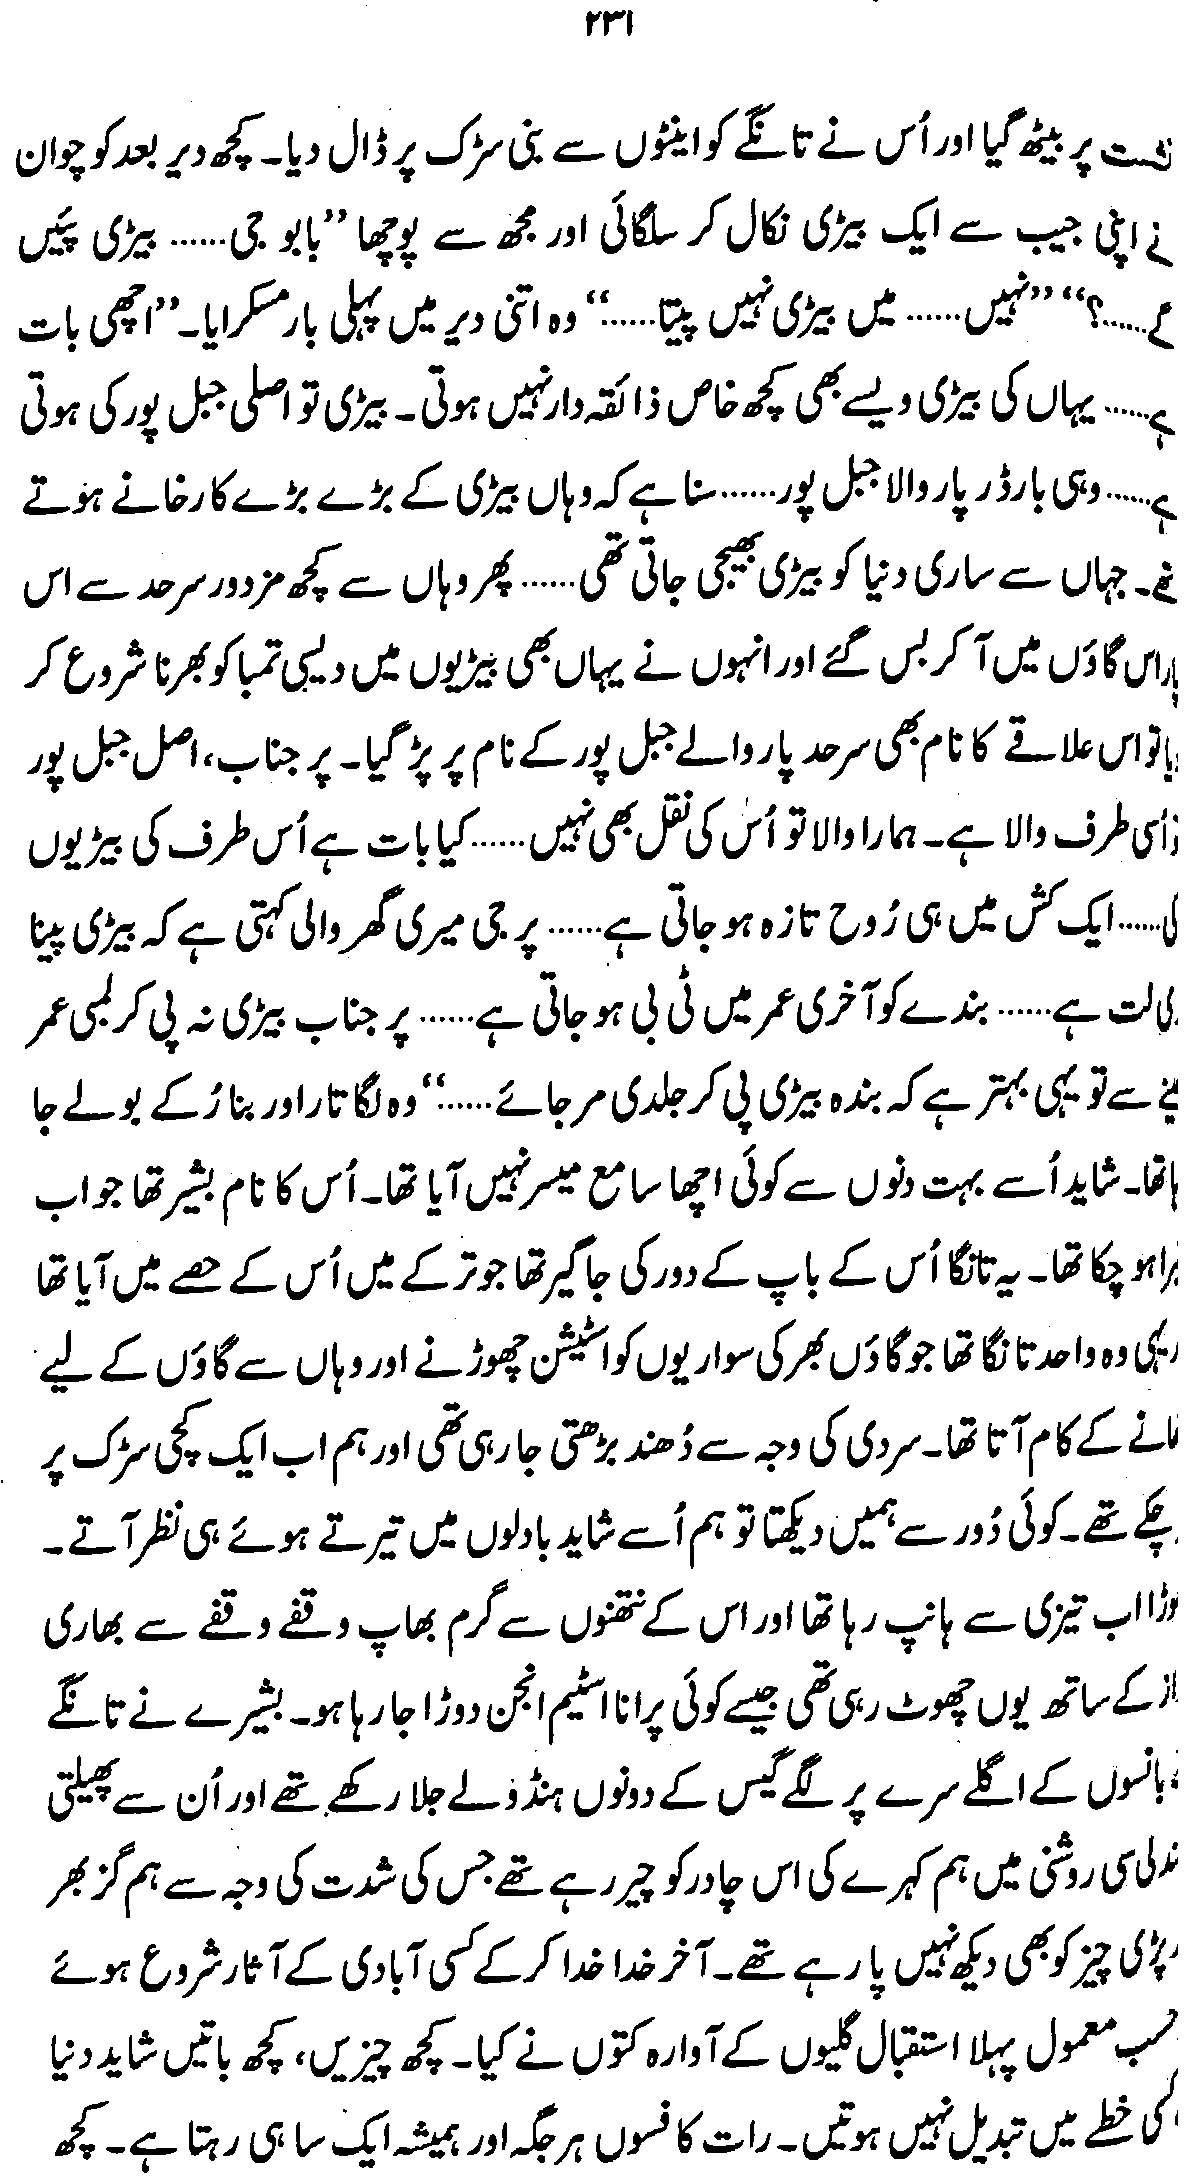 ۲۳۱
نشست پر بیٹھ گیا اور اُس نے تانگے کو اینٹوں سے بنی سڑک پر ڈال دیا۔ کچھ دیر بعد کوچوان
نے اپنی جیب سے ایک بیڑی نکال کر سلگائی اور مجھ سے پوچھا ”بابو جی...... بیڑی پئیں
گے......؟“ ”نہیں...... میں بیڑی نہیں پیتا......“ وہ اتنی دیر میں پہلی بار مسکرایا۔ ”اچھی بات
ہے...... یہاں کی بیڑی ویسے بھی کچھ خاص ذائقہ دار نہیں ہوتی۔ بیڑی تو اصلی جبل پور کی ہوتی
ہے...... وہی بارڈر پار والا جبل پور...... سنا ہے کہ وہاں بیڑی کے بڑے بڑے کارخانے ہوتے
تھے۔ جہاں سے ساری دنیا کو بیڑی بھیجی جاتی تھی...... پھر وہاں سے کچھ مزدور سرحد سے اس
پار اس گاؤں میں آ کر بس گئے اور انہوں نے یہاں بھی بیڑیوں میں دیسی تمباکو بھرنا شروع کر
دیا تو اس علاقے کا نام بھی سرحد پار والے جبل پور کے نام پر پڑ گیا۔ پر جناب، اصل جبل پور
اُسی طرف والا ہے۔ ہمارا والا تو اُس کی نقل بھی نہیں...... کیا بات ہے اُس طرف کی بیڑیوں
کی...... ایک کش میں ہی رُوح تازہ ہو جاتی ہے...... پر جی میری گھر والی کہتی ہے کہ بیڑی پینا
لت ہے...... بندے کو آخری عمر میں ٹی بی ہو جاتی ہے...... پر جناب بیڑی نہ پی کر لمبی عمر
سے تو یہی بہتر ہے کہ بندہ بیڑی پی کر جلدی مر جائے......“ وہ لگاتار اور بنا رُکے بولے جا
رہا تھا۔ شاید اُسے بہت دنوں سے کوئی اچھا سامع میسر نہیں آیا تھا۔ اُس کا نام بشیر تھا جو اب
ہو چکا تھا۔ یہ تانگا اُس کے باپ کے دور کی جاگیر تھا جو ترکے میں اُس کے حصے میں آیا تھا
یہی وہ واحد تانگا تھا جو گاؤں بھر کی سواریوں کو اسٹیشن چھوڑنے اور وہاں سے گاؤں کے لیے
کے کام آتا تھا۔ سردی کی وجہ سے دُھند بڑھتی جا رہی تھی اور ہم اب ایک کچی سڑک پر
چکے تھے۔ کوئی دُور سے ہمیں دیکھتا تو ہم اُسے شاید بادلوں میں تیرتے ہوئے ہی نظر آتے۔
گھوڑا اب تیزی سے ہانپ رہا تھا اور اس کے نتھنوں سے گرم بھاپ وقفے وقفے سے بھاری
کے ساتھ یوں چھوٹ رہی تھی جیسے کوئی پرانا اسٹیم انجن دوڑا جا رہا ہو۔ بشیرے نے تانگے
بانسوں کے اگلے سرے پر لگے گیس کے دونوں ہنڈولے جلا رکھے تھے اور اُن سے پھیلتی
سی روشنی میں ہم کہرے کی اس چادر کو چیر رہے تھے جس کی شدت کی وجہ سے ہم گز بھر
پڑی چیز کو بھی دیکھ نہیں پا رہے تھے۔ آخر خدا خدا کر کے کسی آبادی کے آثار شروع ہوئے
حسب معمول پہلا استقبال گلیوں کے آوارہ کتوں نے کیا۔ کچھ چیزیں، کچھ باتیں شاید دنیا
کسی خطے میں تبدیل نہیں ہوتیں۔ رات کا فسوں ہر جگہ اور ہمیشہ ایک سا ہی رہتا ہے۔ کچھ